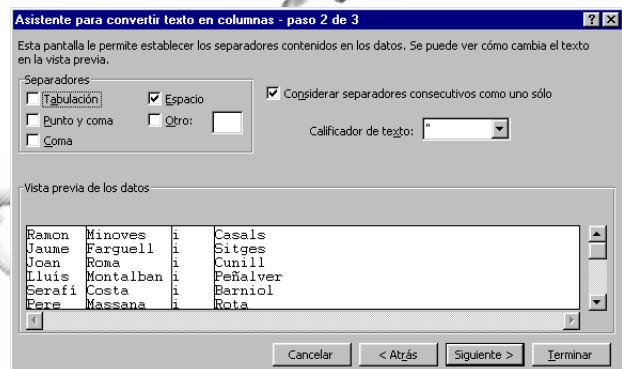 Asistente para convertir texto en columnas - paso 2 de 3
Esta pantalla le permite establecer los separadores contenidos en los datos. Se puede ver cómo cambia el texto
en la vista previa.
Separadores
Tabulación Espacio
Considerar separadores consecutivos como uno sólo
Punto y coma Otro:
Calificador de texto: "
Coma
Vista previa de los datos
Ramon Minoves i Casals
Jaume Farguell i Sitges
Joan Roma i Cunill
Lluís Montalban i Peñalver
Serafí Costa i Barniol
Pere Massana i Rota
Cancelar < Atrás Siguiente > Terminar